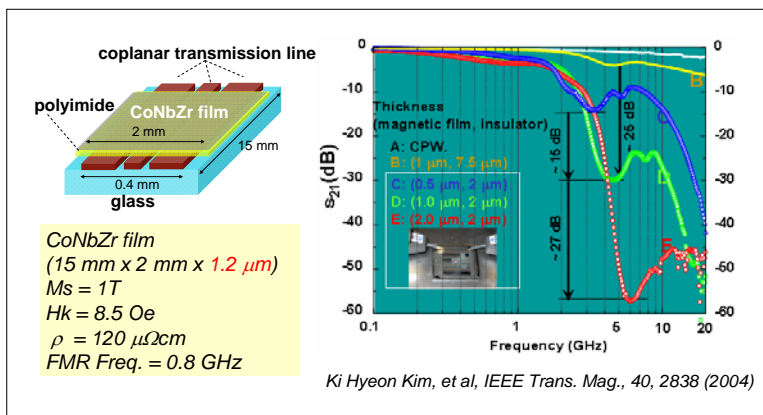 coplanar transmission line
polyimide
CoNbZr film
2 mm
15 mm
0.4 mm
glass
CoNbZr film
(15 mm x 2 mm x 1.2 μm)
Ms = 1T
Hk = 8.5 Oe
ρ = 120 μΩcm
FMR Freq. = 0.8 GHz
0
-10
-20
-30
-40
-50
-60
s21(dB)
0.1
1
5
10
20
Frequency (GHz)
0
-10
-20
-30
-40
-50
-60
Thickness
(magnetic film, insulator)
A: CPW.
B: (1 μm, 7.5 μm)
C: (0.5 μm, 2 μm)
D: (1.0 μm, 2 μm)
E: (2.0 μm, 2 μm)
~ 15 dB
~ 26 dB
~ 27 dB
B
C
D
E
Ki Hyeon Kim, et al, IEEE Trans. Mag., 40, 2838 (2004)